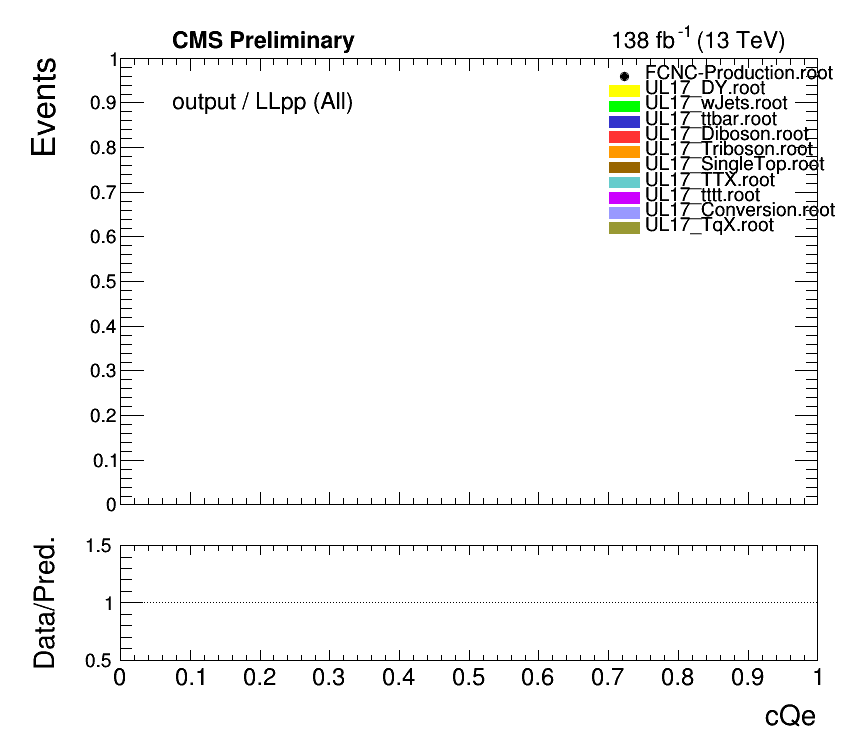 CMS Preliminary
138 fb-1 (13 TeV)
Events
output / LLpp (All)
FCNC-Production.root
UL17_DY.root
UL17_wJets.root
UL17_ttbar.root
UL17_Diboson.root
UL17_Triboson.root
UL17_SingleTop.root
UL17_TTX.root
UL17_tttt.root
UL17_Conversion.root
UL17_TqX.root
1
0.9
0.8
0.7
0.6
0.5
0.4
0.3
0.2
0.1
0
Data/Pred.
1.5
1
0.5
0 0.1 0.2 0.3 0.4 0.5 0.6 0.7 0.8 0.9 1
cQe